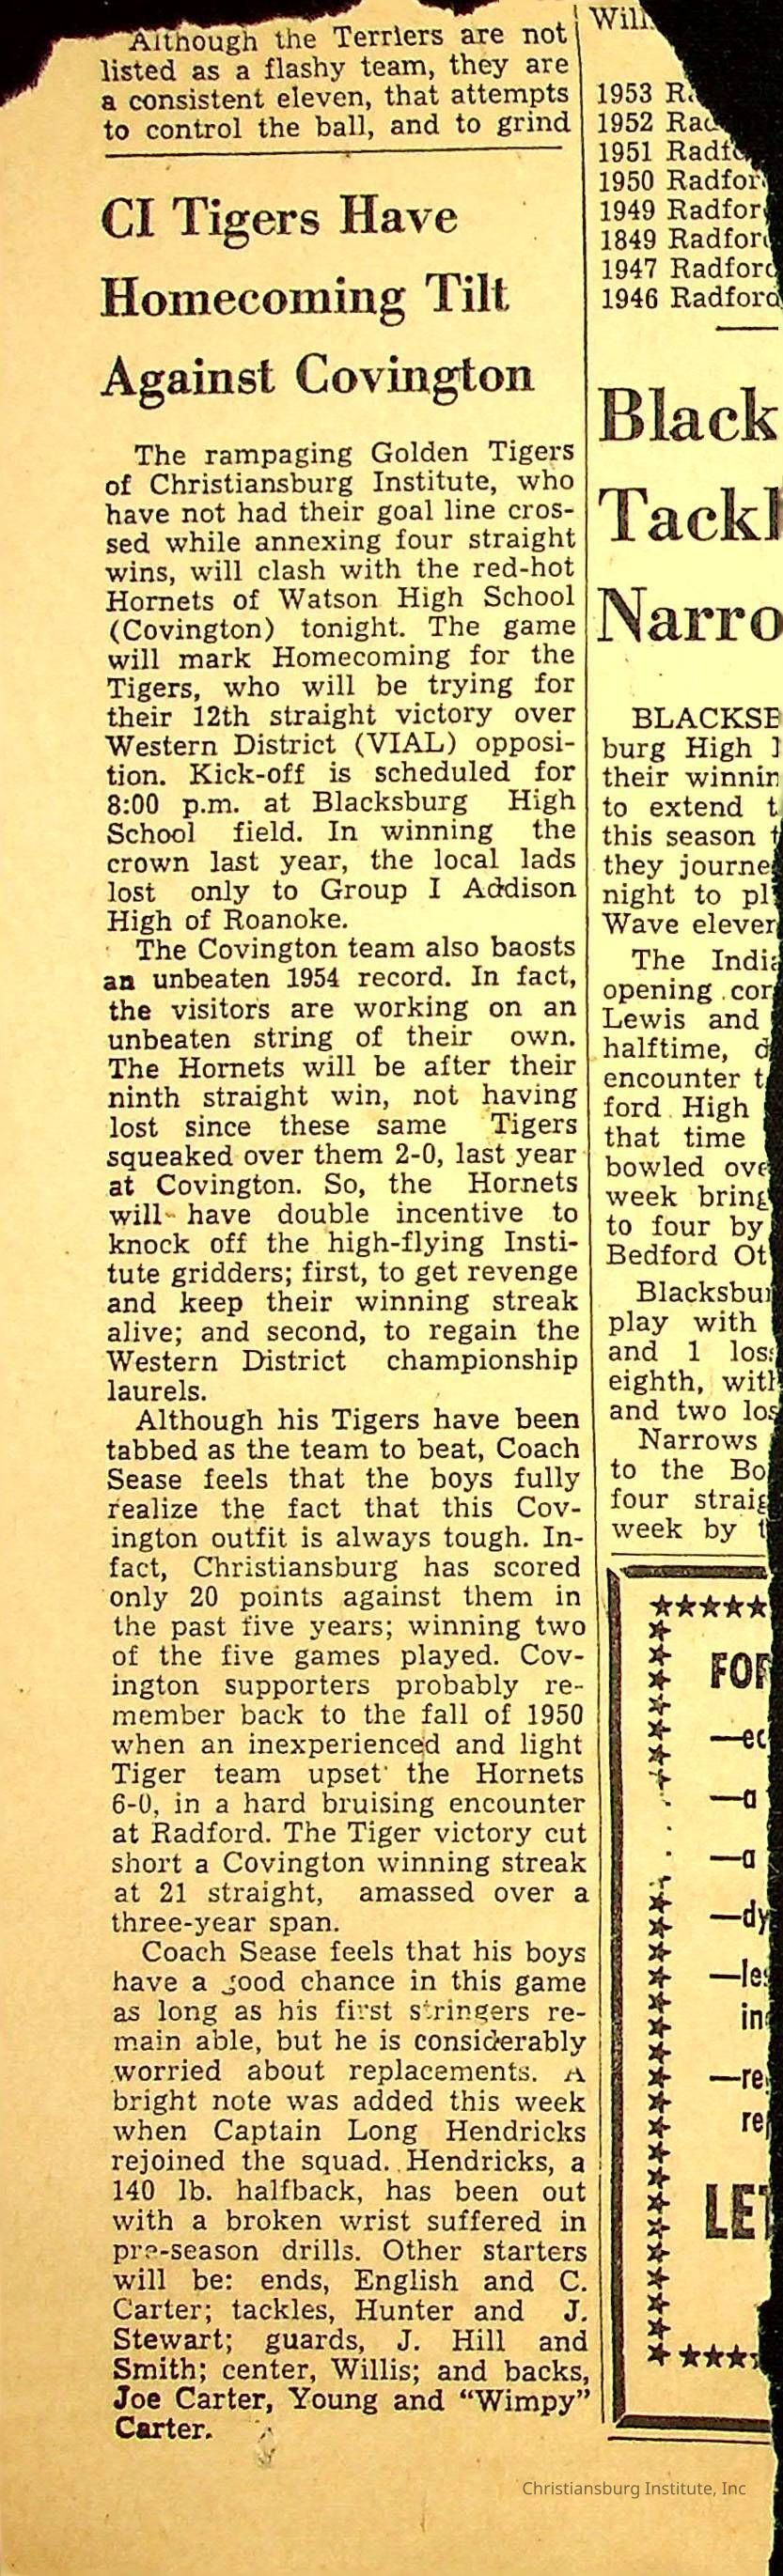 Although the Terriers are not
listed as a flashy team, they are
a consistent eleven, that attempts
to control the ball, and to grind
CI Tigers Have
Homecoming Tilt
Against Covington
The rampaging Golden Tigers
of Christiansburg Institute, who
have not had their goal line cros-
sed while annexing four straight
wins, will clash with the red-hot
Hornets of Watson High School
(Covington) tonight. The game
will mark Homecoming for the
Tigers, who will be trying for
their 12th straight victory over
Western District (VIAL) opposi-
tion. Kick-off is scheduled for
8:00 p.m. at Blacksburg High
School field. In winning the
crown last year, the local lads
lost only to Group I Addison
High of Roanoke.
The Covington team also baosts
an unbeaten 1954 record. In fact,
the visitors are working on an
unbeaten string of their own.
The Hornets will be after their
ninth straight win, not having
lost since these same Tigers
squeaked over them 2-0, last year
at Covington. So, the Hornets
will have double incentive to
knock off the high-flying Insti-
tute gridders; first, to get revenge
and keep their winning streak
alive; and second, to regain the
Western District championship
laurels.
Although his Tigers have been
tabbed as the team to beat, Coach
Sease feels that the boys fully
realize the fact that this Cov-
ington outfit is always tough. In-
fact, Christiansburg has scored
only 20 points against them in
the past five years; winning two
of the five games played. Cov-
ington supporters probably re-
member back to the fall of 1950
when an inexperienced and light
Tiger team upset the Hornets
6-0, in a hard bruising encounter
at Radford. The Tiger victory cut
short a Covington winning streak
at 21 straight, amassed over a
three-year span.
Coach Sease feels that his boys
have a good chance in this game
as long as his first stringers re-
main able, but he is considerably
worried about replacements. A
bright note was added this week
when Captain Long Hendricks
rejoined the squad. Hendricks, a
140 lb. halfback, has been out
with a broken wrist suffered in
pre-season drills. Other starters
will be: ends, English and C.
Carter; tackles, Hunter and J.
Stewart; guards, J. Hill and
Smith; center, Willis; and backs,
Joe Carter, Young and "Wimpy"
Carter.
Will
1953 R
1952 Rad
1951 Radf
1950 Radfor
1949 Radfor
1849 Radfor
1947 Radford
1946 Radford
Black
Tackl
Narro
BLACKSB
burg High
their winnin
to extend t
this season t
they journe
night to pl
Wave eleven
The India
opening con
Lewis and
halftime, d
encounter t
ford High
that time
bowled ove
week bring
to four by
Bedford Ot
Blacksbur
play with
and 1 los
eighth, with
and two los
Narrows
to the Bo
four straig
week by t
FOR
—ed
—a
—a
—dy
—les
in
—re
re
LET
Christiansburg Institute, Inc